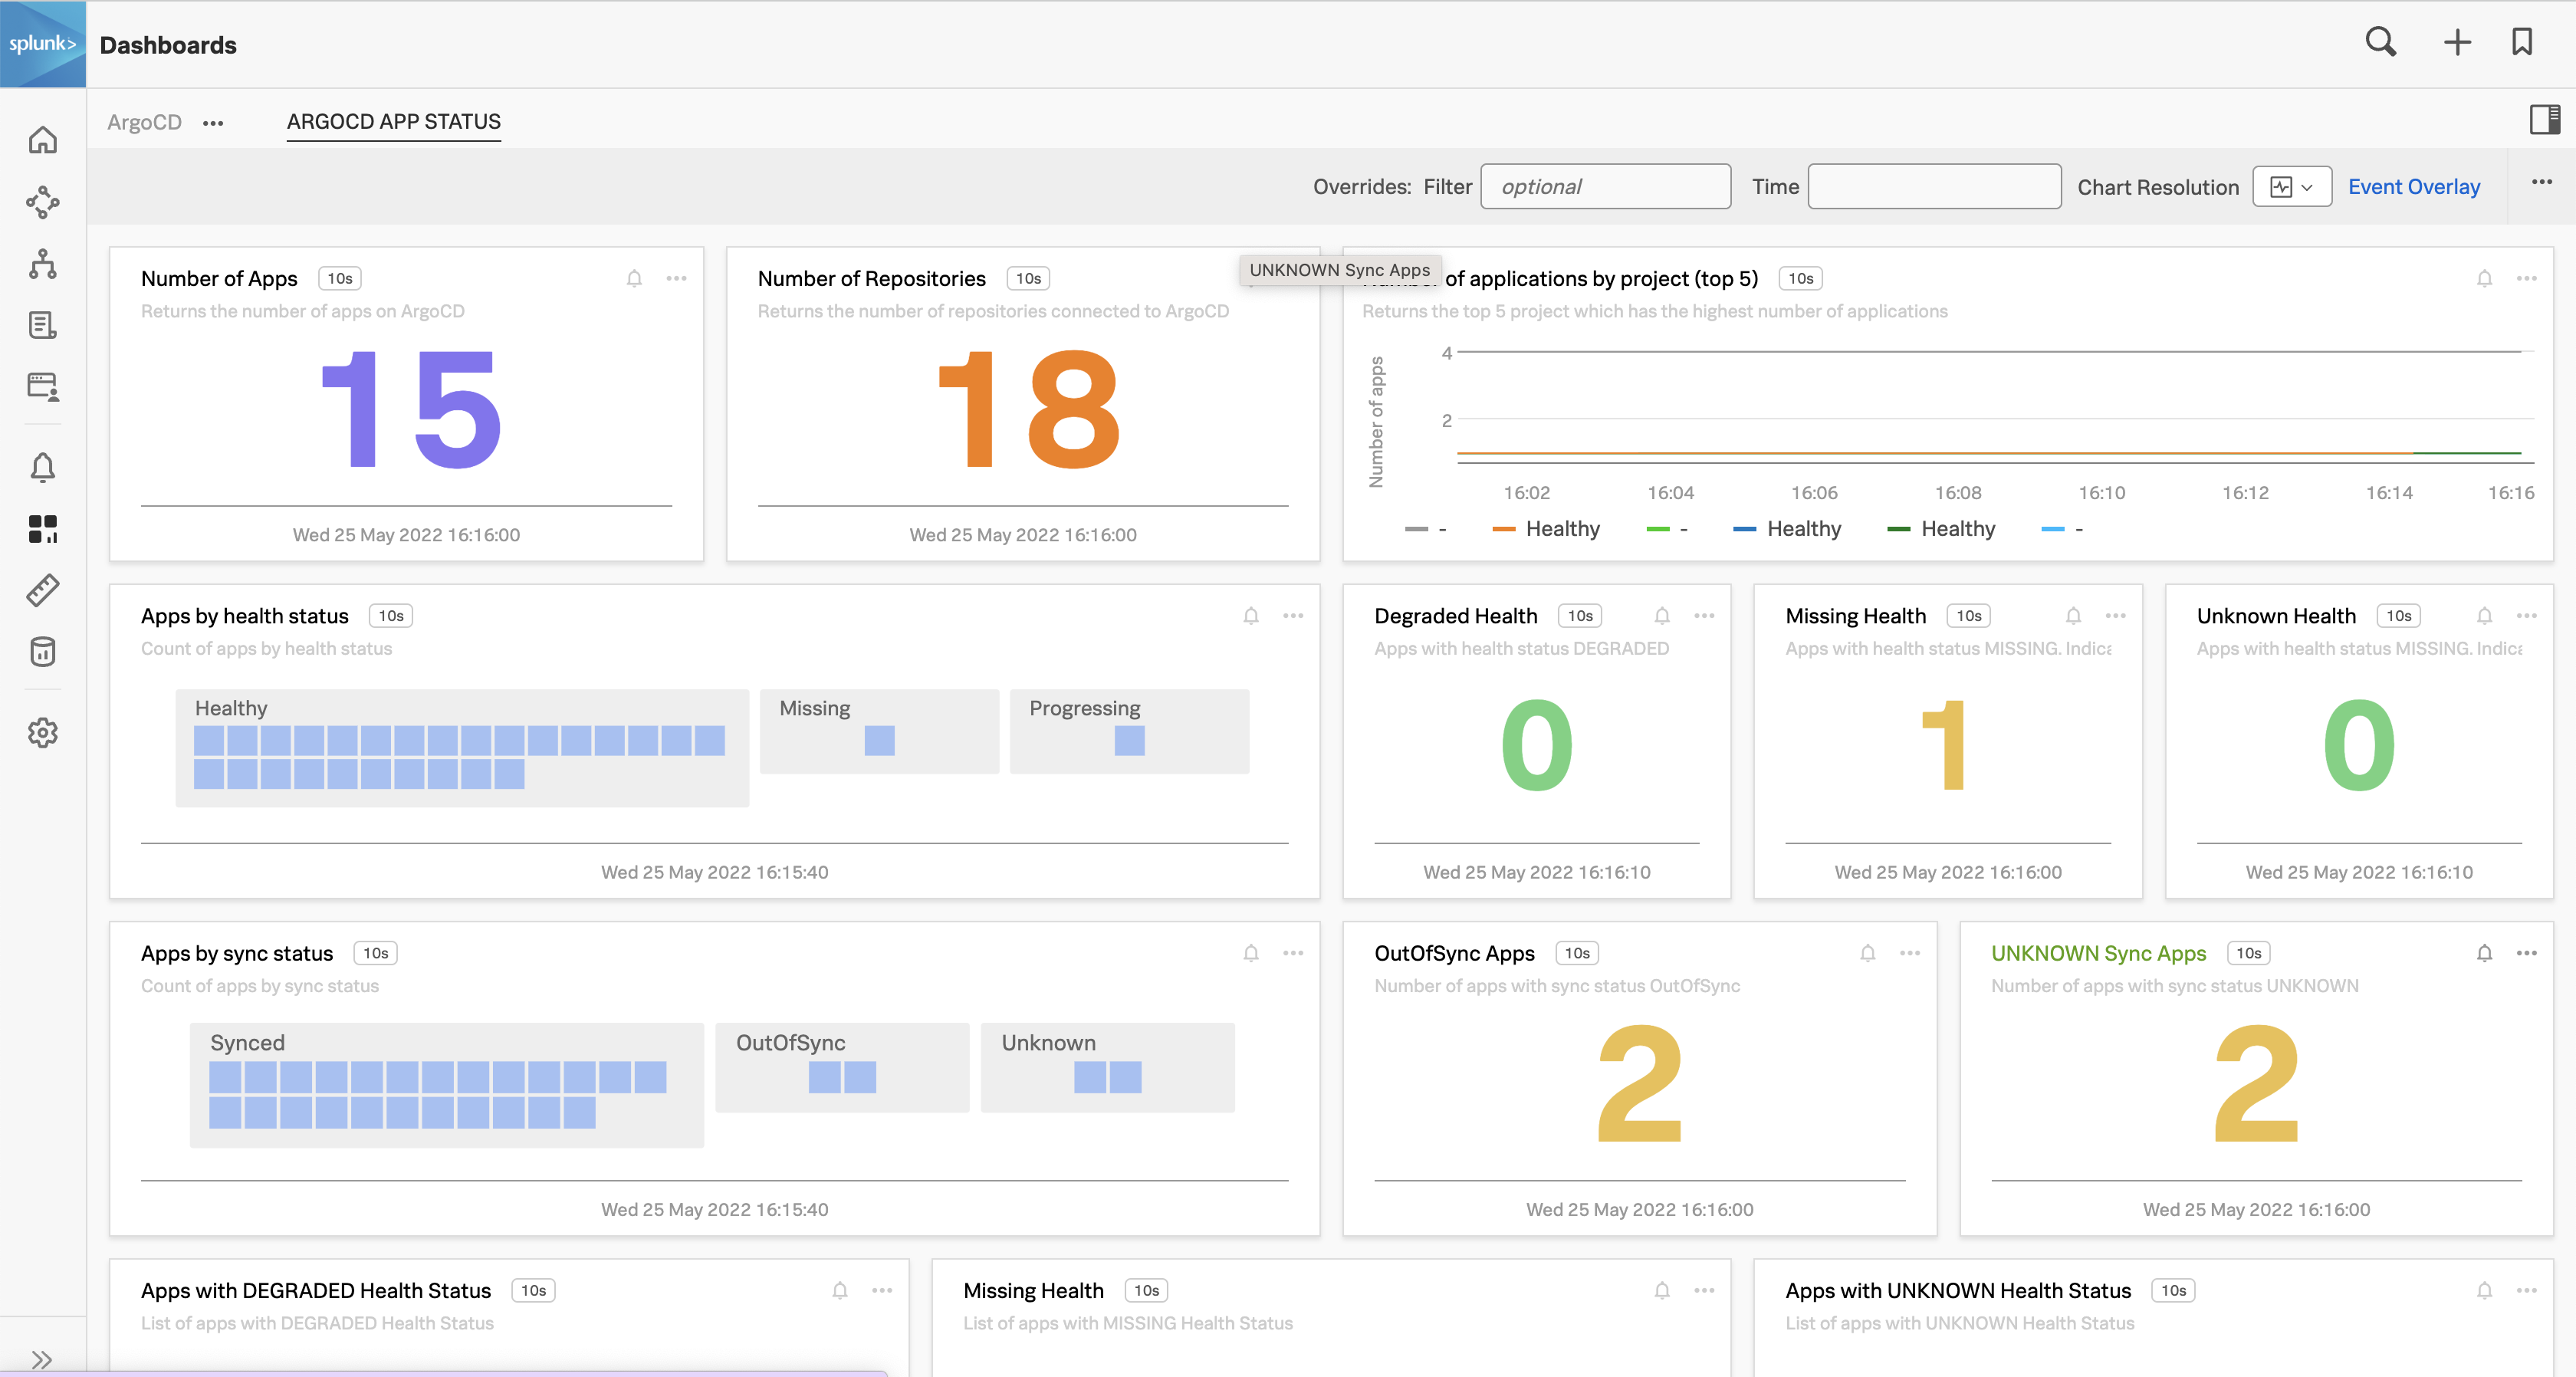 splunk>
Dashboards
ArgoCD ••• ARGOCD APP STATUS
Overrides: Filter optional Time Chart Resolution Event Overlay
Number of Apps 10s
Returns the number of apps on ArgoCD
15
Wed 25 May 2022 16:16:00
Number of Repositories 10s
Returns the number of repositories connected to ArgoCD
18
Wed 25 May 2022 16:16:00
UNKNOWN Sync Apps
of applications by project (top 5) 10s
Returns the top 5 project which has the highest number of applications
Number of apps
4
2
16:02 16:04 16:06 16:08 16:10 16:12 16:14 16:16
- Healthy - Healthy Healthy -
Apps by health status 10s
Count of apps by health status
Healthy
Missing
Progressing
Wed 25 May 2022 16:15:40
Degraded Health 10s
Apps with health status DEGRADED
0
Wed 25 May 2022 16:16:10
Missing Health 10s
Apps with health status MISSING. Indica
1
Wed 25 May 2022 16:16:00
Unknown Health 10s
Apps with health status MISSING. Indica
0
Wed 25 May 2022 16:16:10
Apps by sync status 10s
Count of apps by sync status
Synced
OutOfSync
Unknown
Wed 25 May 2022 16:15:40
OutOfSync Apps 10s
Number of apps with sync status OutOfSync
2
Wed 25 May 2022 16:16:00
UNKNOWN Sync Apps 10s
Number of apps with sync status UNKNOWN
2
Wed 25 May 2022 16:16:00
Apps with DEGRADED Health Status 10s
List of apps with DEGRADED Health Status
Missing Health 10s
List of apps with MISSING Health Status
Apps with UNKNOWN Health Status 10s
List of apps with UNKNOWN Health Status